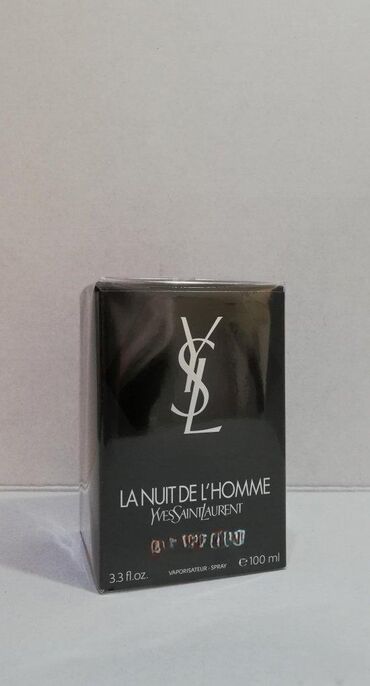 YSL
LA NUIT DE L'HOMME
YVESSAINTLAURENT
3.3 fl.oz. VAPORISATEUR - SPRAY ℮100 ml